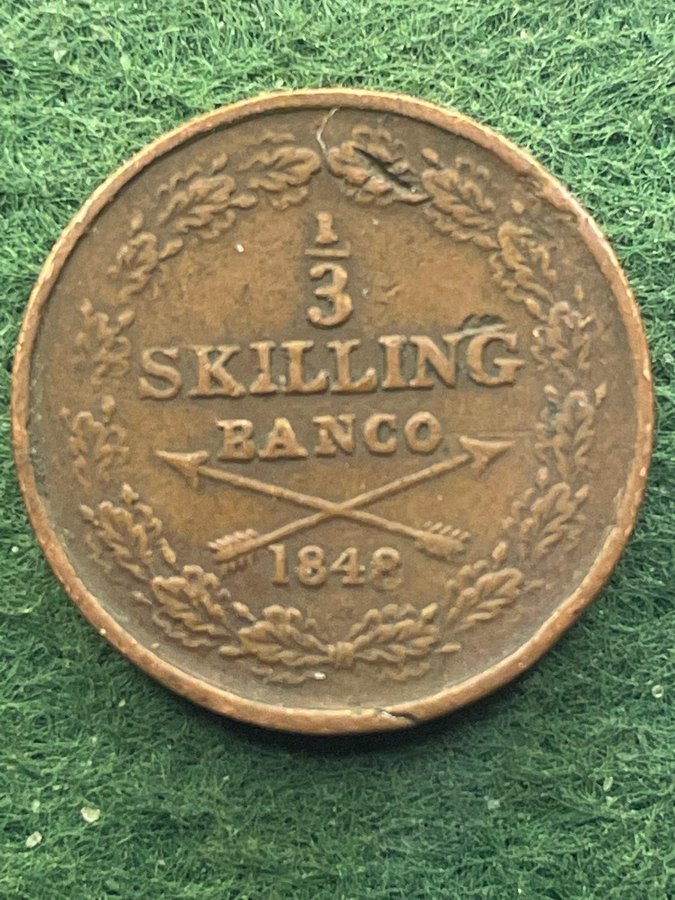 1/3
SKILLING
BANCO
1848